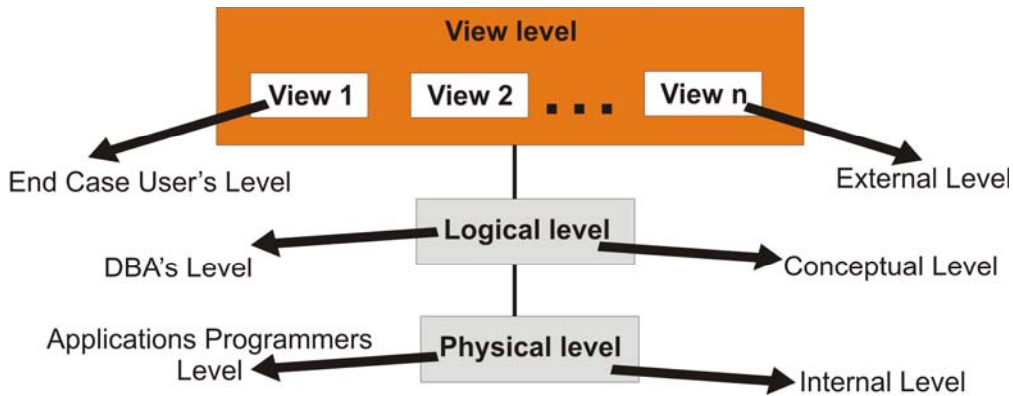 View level
View 1
View 2
View n
End Case User's Level
External Level
Logical level
DBA's Level
Conceptual Level
Applications Programmers
Level
Physical level
Internal Level